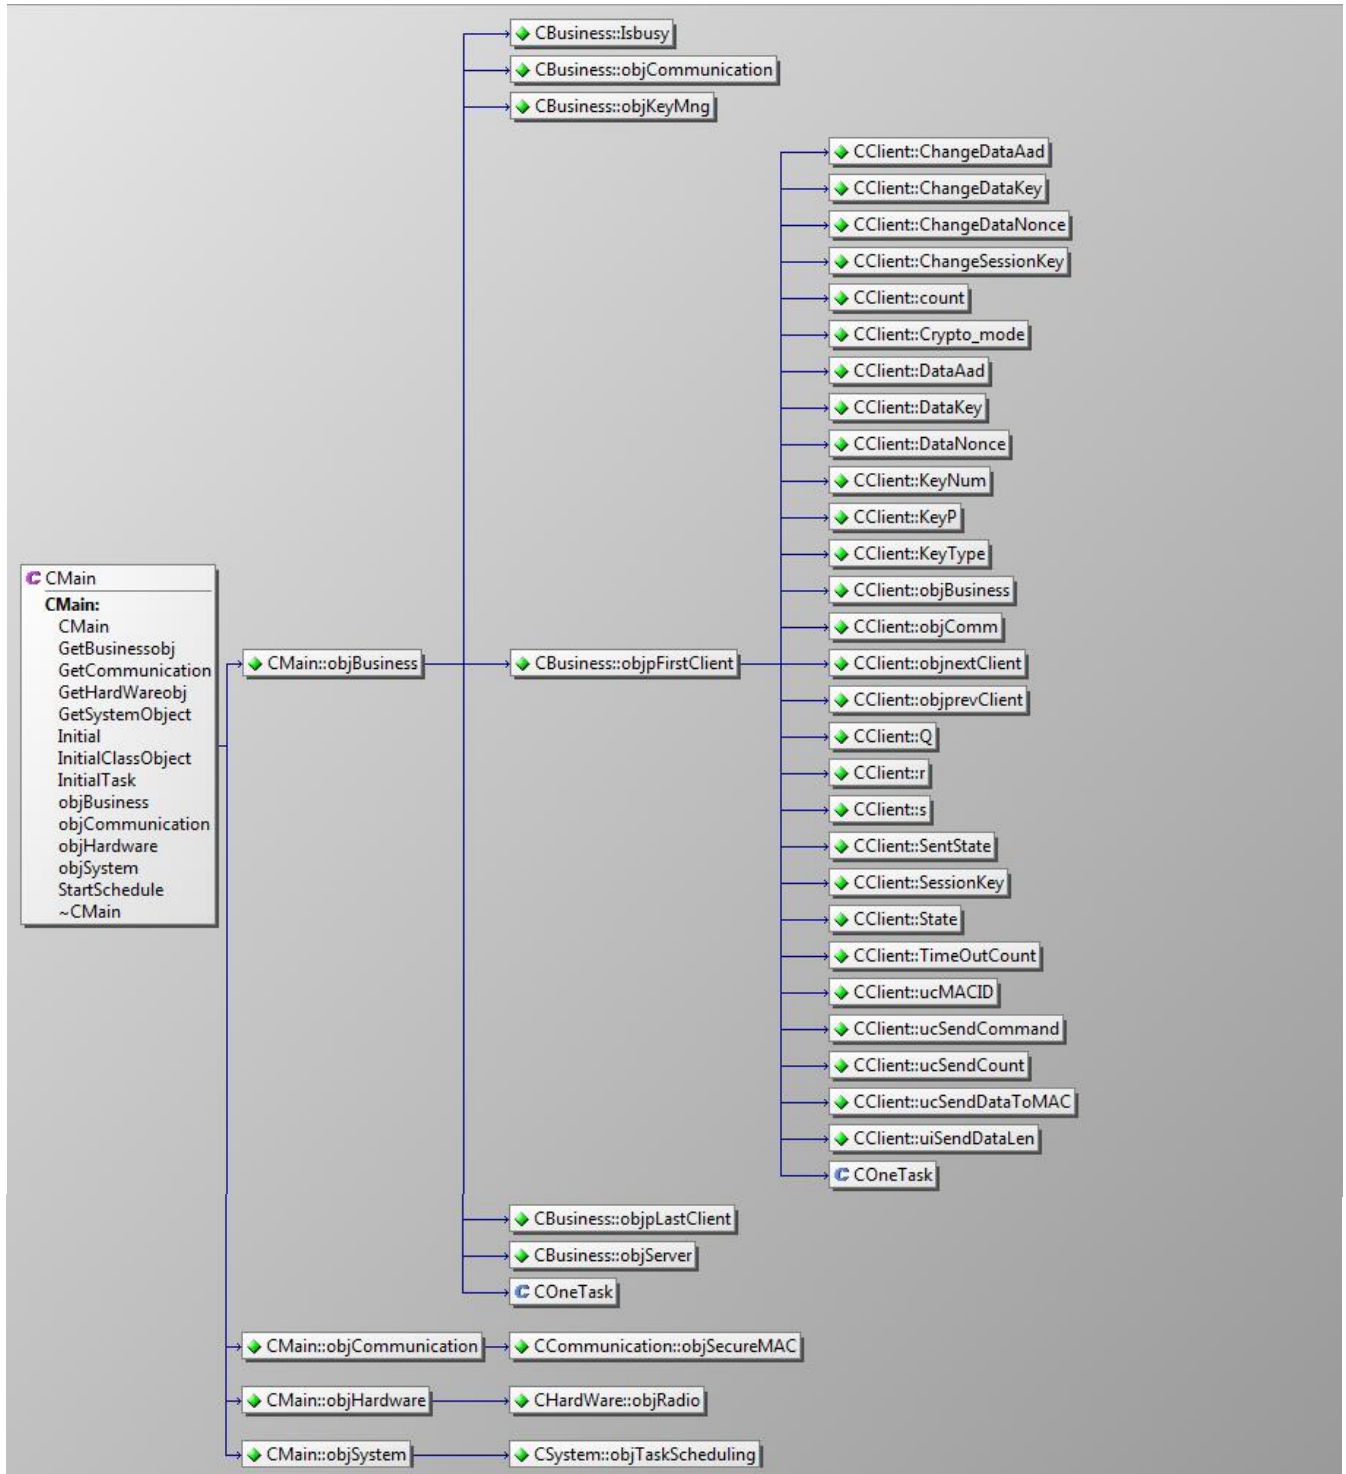 CBusiness::Isbusy
CBusiness::objCommunication
CBusiness::objKeyMng
CClient::ChangeDataAad
CClient::ChangeDataKey
CClient::ChangeDataNonce
CClient::ChangeSessionKey
CClient::count
CClient::Crypto_mode
CClient::DataAad
CClient::DataKey
CClient::DataNonce
CClient::KeyNum
CClient::KeyP
CClient::KeyType
CClient::objBusiness
CClient::objComm
CClient::objnextClient
CClient::objprevClient
CClient::Q
CClient::r
CClient::s
CClient::SentState
CClient::SessionKey
CClient::State
CClient::TimeOutCount
CClient::ucMACID
CClient::ucSendCommand
CClient::ucSendCount
CClient::ucSendDataToMAC
CClient::uiSendDataLen
C COneTask
C CMain
CMain:
CMain
GetBusinessobj
GetCommunication
GetHardWareobj
GetSystemObject
Initial
InitialClassObject
InitialTask
objBusiness
objCommunication
objHardware
objSystem
StartSchedule
~CMain
CMain::objBusiness
CBusiness::objpFirstClient
CBusiness::objpLastClient
CBusiness::objServer
C COneTask
CMain::objCommunication
CCommunication::objSecureMAC
CMain::objHardware
CHardWare::objRadio
CMain::objSystem
CSystem::objTaskScheduling